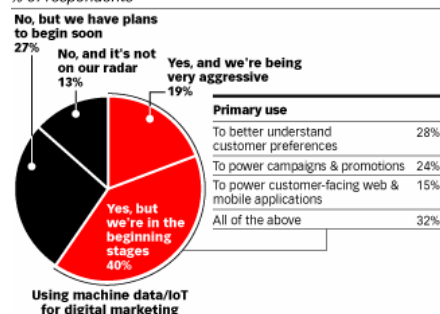 % of respondents
No, but we have plans
to begin soon
27%
No, and it's not
on our radar
13%
Yes, and we're being
very aggressive
19%
Primary use
To better understand
customer preferences 28%
To power campaigns & promotions 24%
To power customer-facing web &
mobile applications 15%
All of the above 32%
Yes, but
we're in the
beginning
stages
40%
Using machine data/IoT
for digital marketing